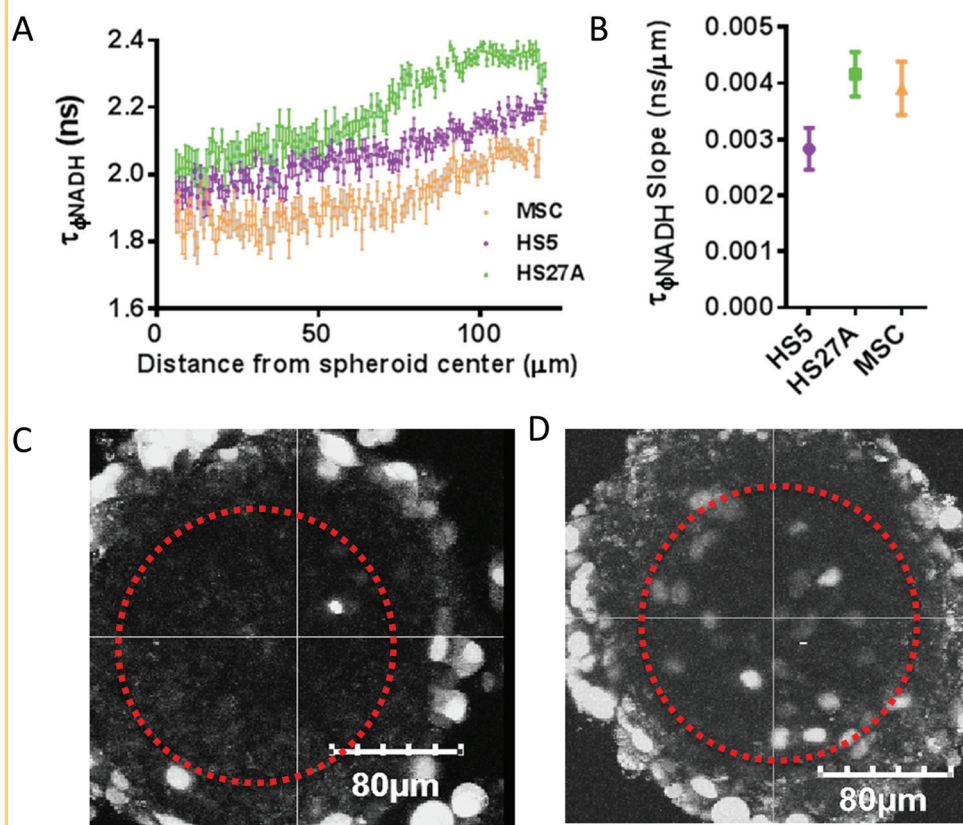 A
τϕNADH (ns)
2.4
2.2
2.0
1.8
1.6
0
50
100
MSC
HS5
HS27A
Distance from spheroid center (μm)
B
τϕNADH Slope (ns/μm)
0.005
0.004
0.003
0.002
0.001
0.000
HS5
HS27A
MSC
C
80μm
D
80μm